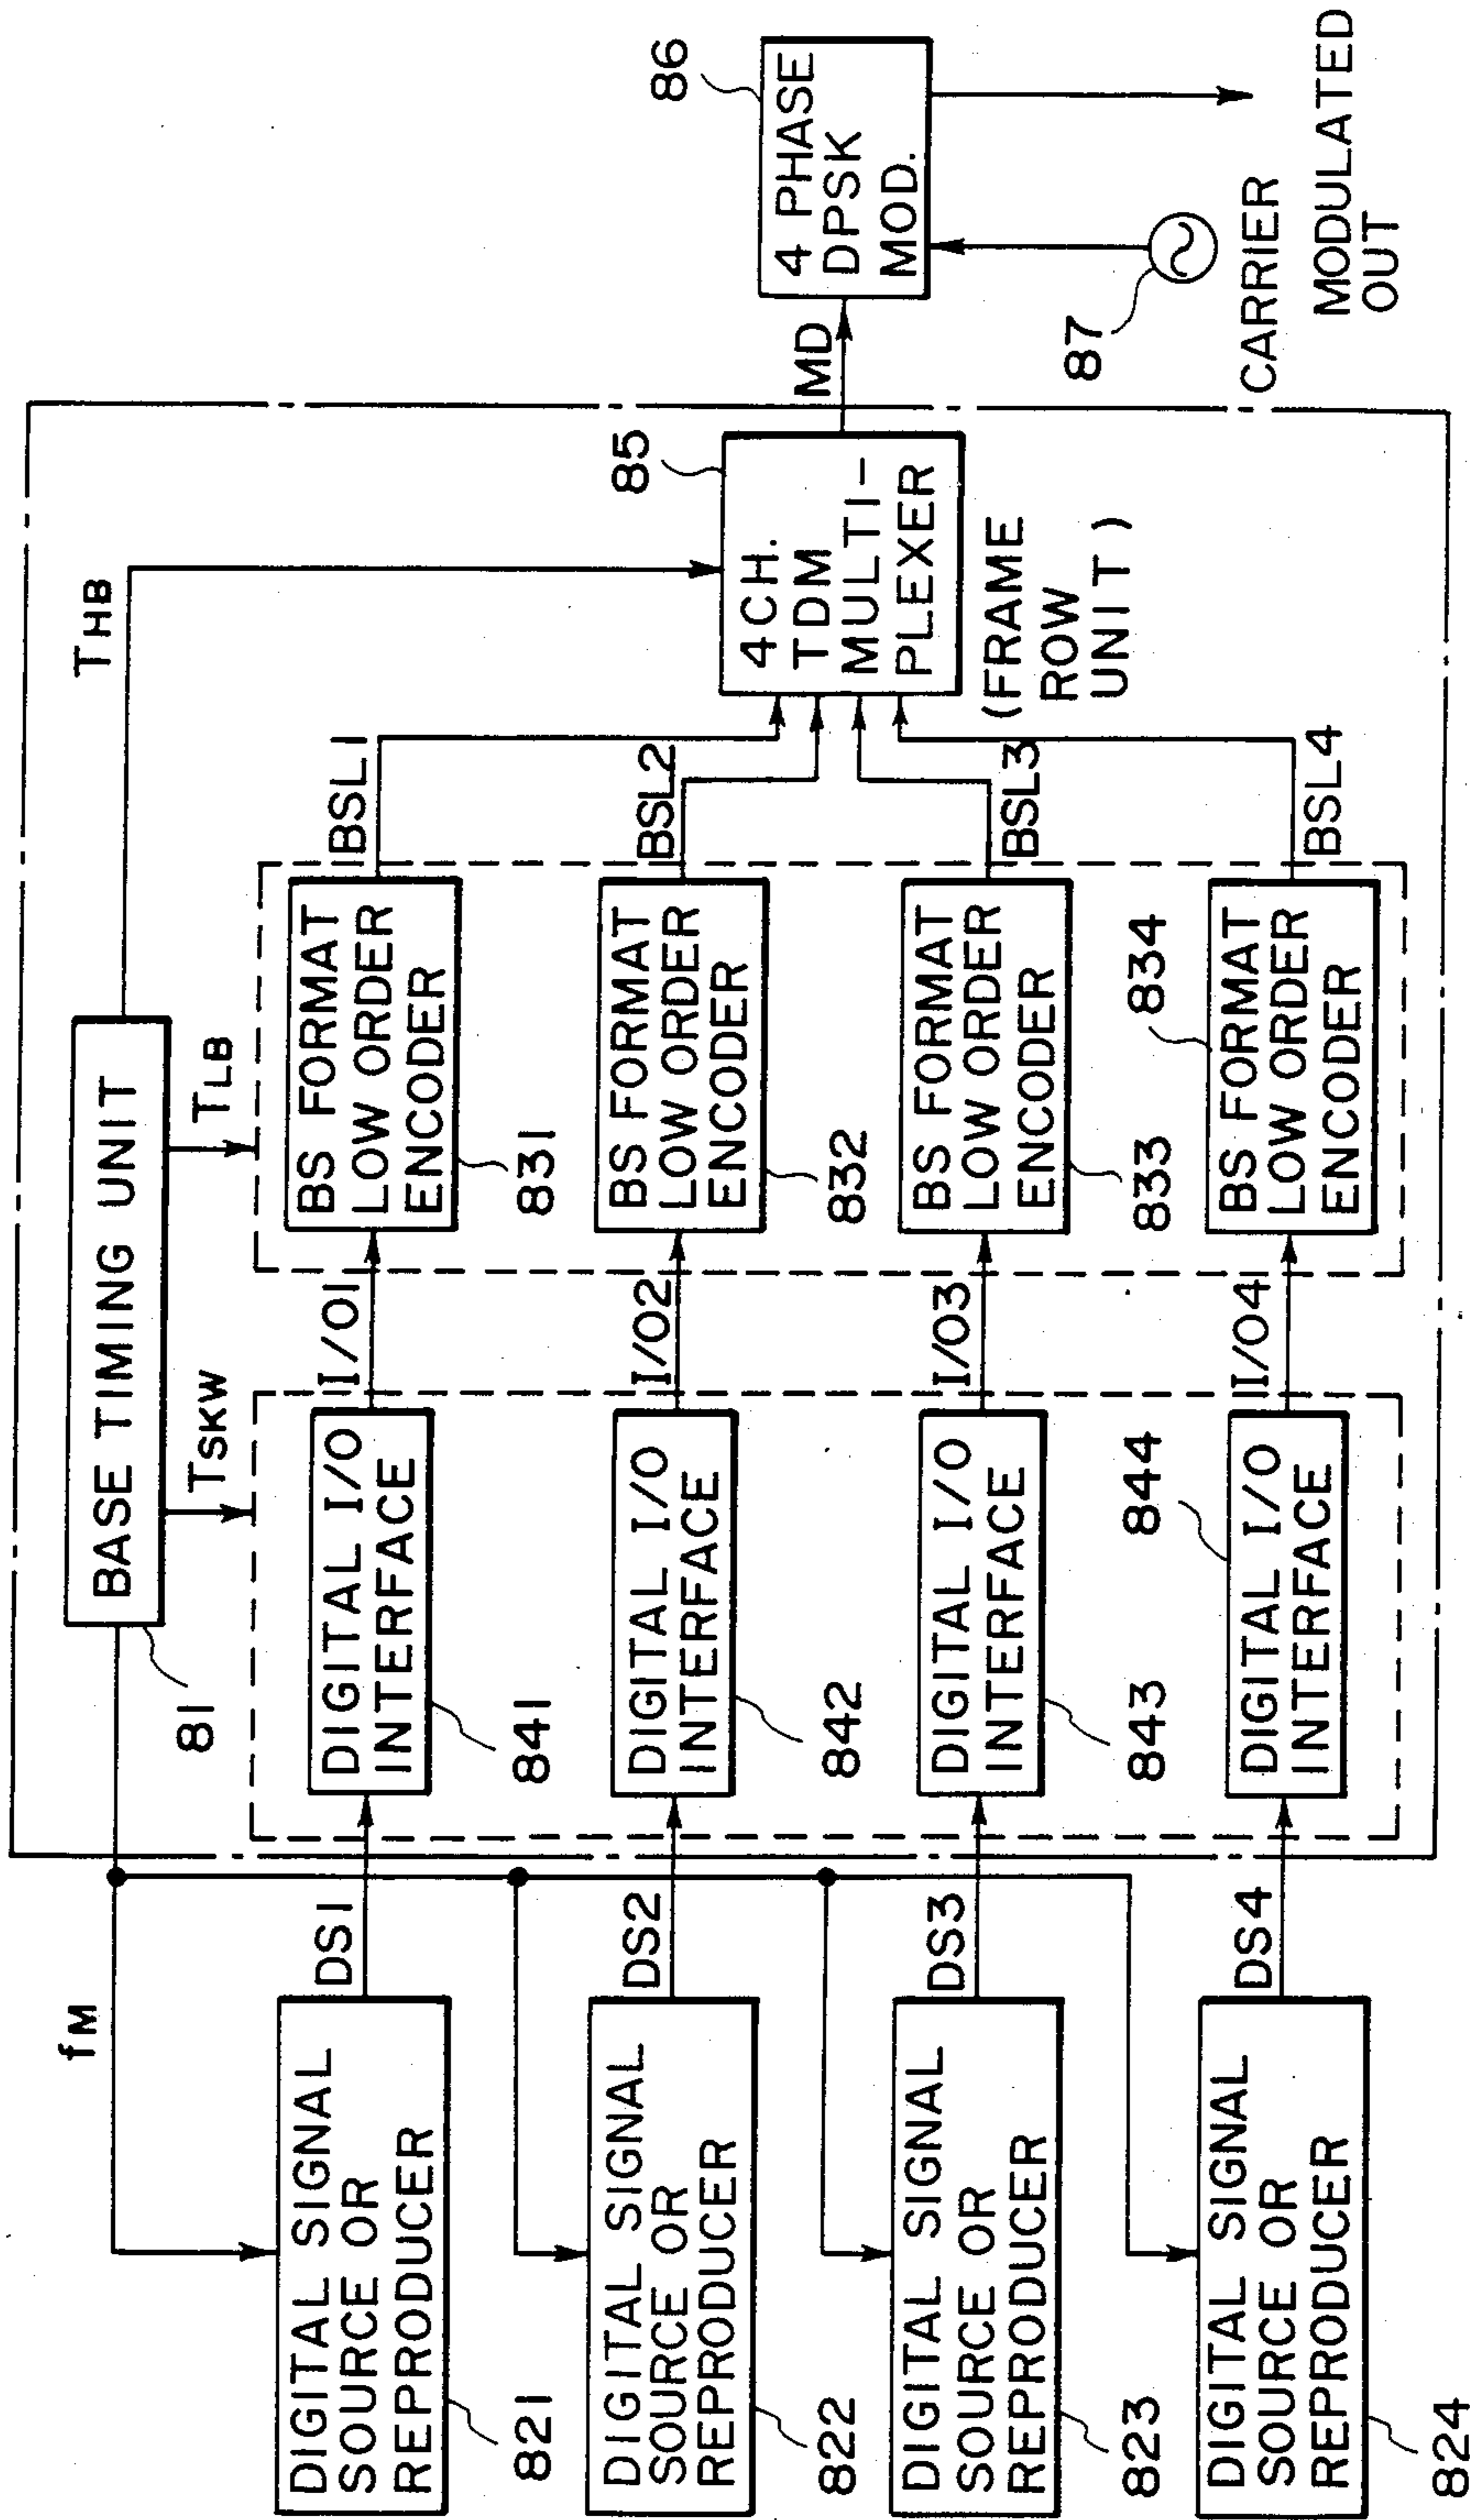 fM
BASE TIMING UNIT
81
TSKW
TLB
THB
DIGITAL SIGNAL
SOURCE OR
REPRODUCER
821
DS1
DIGITAL I/O
INTERFACE
841
I/O1
BS FORMAT
LOW ORDER
ENCODER
831
BSL1
DIGITAL SIGNAL
SOURCE OR
REPRODUCER
822
DS2
DIGITAL I/O
INTERFACE
842
I/O2
BS FORMAT
LOW ORDER
ENCODER
832
BSL2
DIGITAL SIGNAL
SOURCE OR
REPRODUCER
823
DS3
DIGITAL I/O
INTERFACE
843
I/O3
BS FORMAT
LOW ORDER
ENCODER
833
BSL3
DIGITAL SIGNAL
SOURCE OR
REPRODUCER
824
DS4
DIGITAL I/O
INTERFACE
844
I/O4
BS FORMAT
LOW ORDER
ENCODER
834
BSL4
85
4CH.
TDM
MULTI-
PLEXER
(FRAME
ROW
UNIT)
MD
86
4 PHASE
DPSK
MOD.
87
CARRIER
MODULATED
OUT